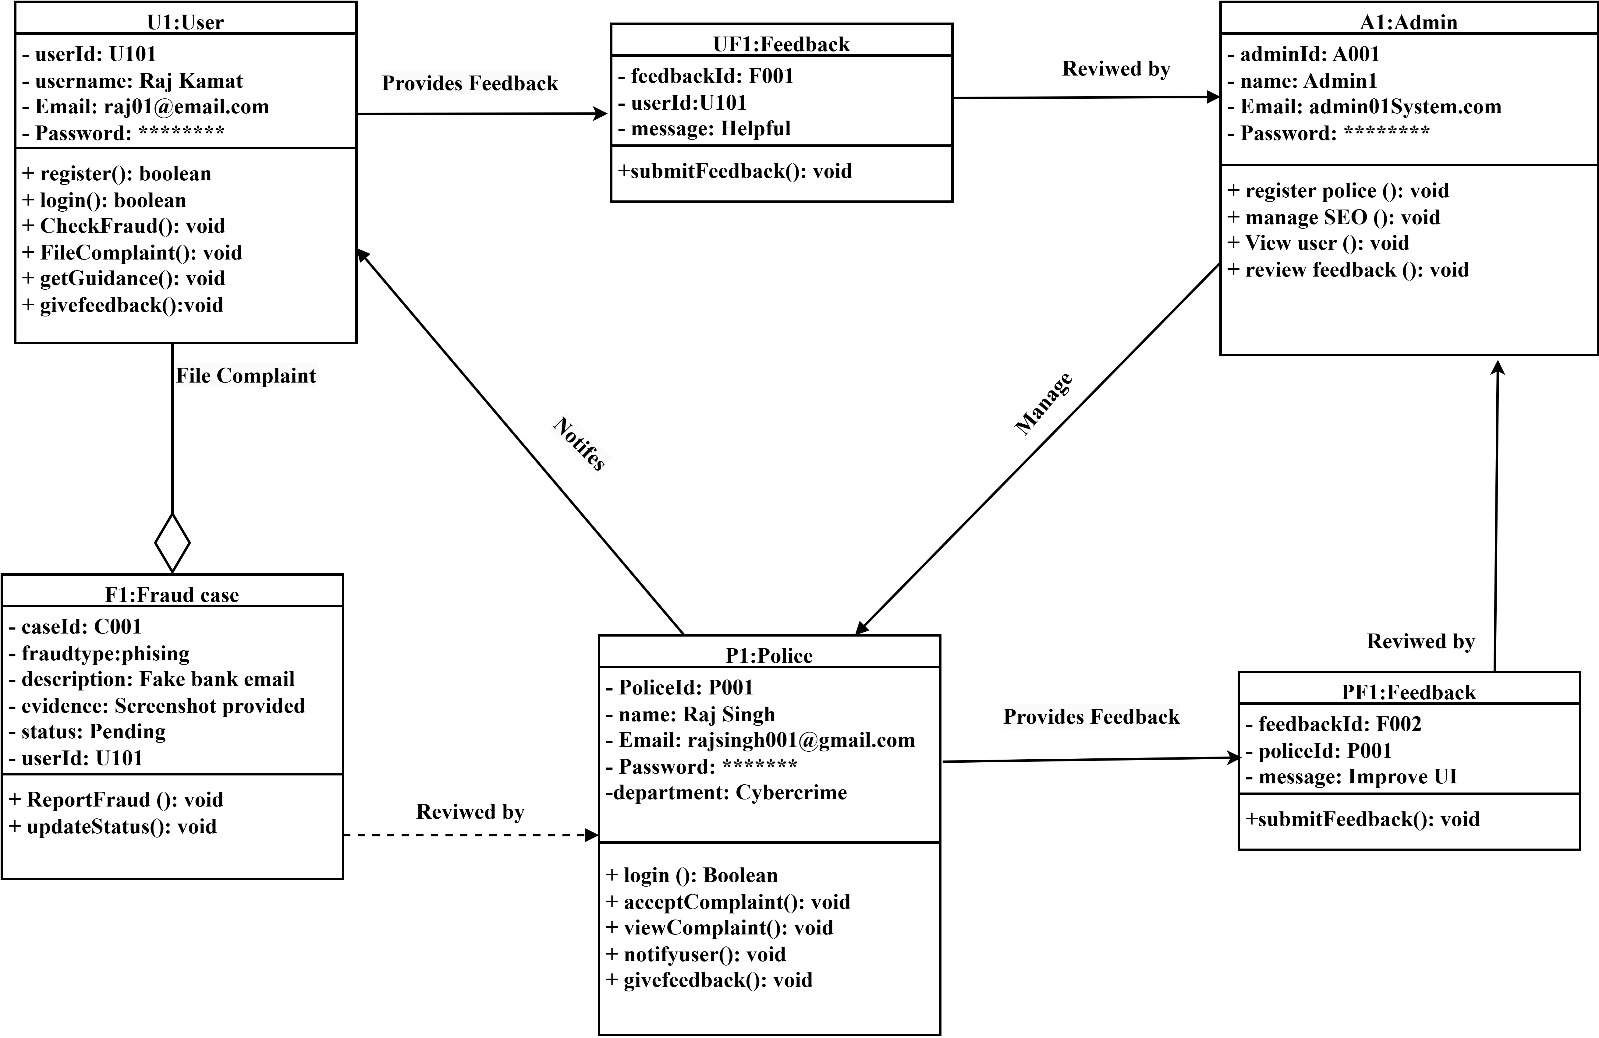 U1:User
- userId: U101
- username: Raj Kamat
- Email: raj01@email.com
- Password: ********
+ register(): boolean
+ login(): boolean
+ CheckFraud(): void
+ FileComplaint(): void
+ getGuidance(): void
+ givefeedback():void
Provides Feedback
UF1:Feedback
- feedbackId: F001
- userId:U101
- message: Helpful
+submitFeedback(): void
Reviwed by
A1:Admin
- adminId: A001
- name: Admin1
- Email: admin01System.com
- Password: ********
+ register police (): void
+ manage SEO (): void
+ View user (): void
+ review feedback (): void
File Complaint
Notifes
Manage
F1:Fraud case
- caseId: C001
- fraudtype:phising
- description: Fake bank email
- evidence: Screenshot provided
- status: Pending
- userId: U101
+ ReportFraud (): void
+ updateStatus(): void
Reviwed by
P1:Police
- PoliceId: P001
- name: Raj Singh
- Email: rajsingh001@gmail.com
- Password: *******
-department: Cybercrime
+ login (): Boolean
+ acceptComplaint(): void
+ viewComplaint(): void
+ notifyuser(): void
+ givefeedback(): void
Provides Feedback
Reviwed by
PF1:Feedback
- feedbackId: F002
- policeId: P001
- message: Improve UI
+submitFeedback(): void